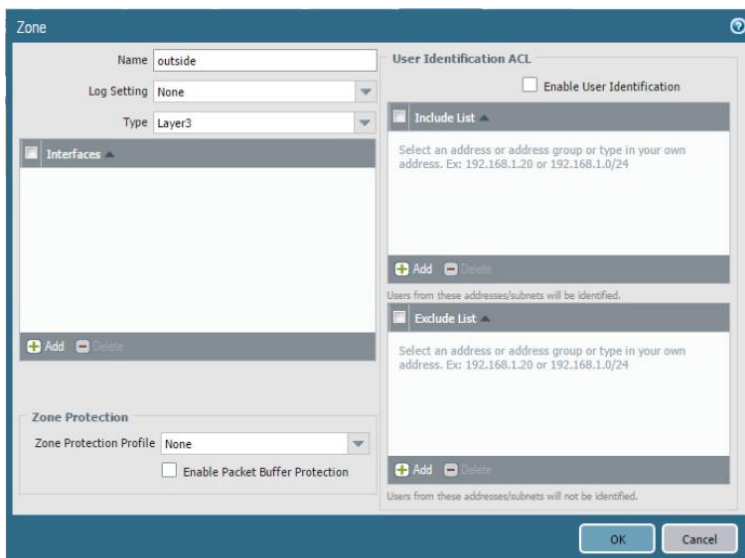 Zone
Name outside
Log Setting None
Type Layer3
Interfaces
Add Delete
Zone Protection
Zone Protection Profile None
Enable Packet Buffer Protection
User Identification ACL
Enable User Identification
Include List
Select an address or address group or type in your own
address. Ex: 192.168.1.20 or 192.168.1.0/24
Add Delete
Users from these addresses/subnets will be identified.
Exclude List
Select an address or address group or type in your own
address. Ex: 192.168.1.20 or 192.168.1.0/24
Add Delete
Users from these addresses/subnets will not be identified.
OK Cancel